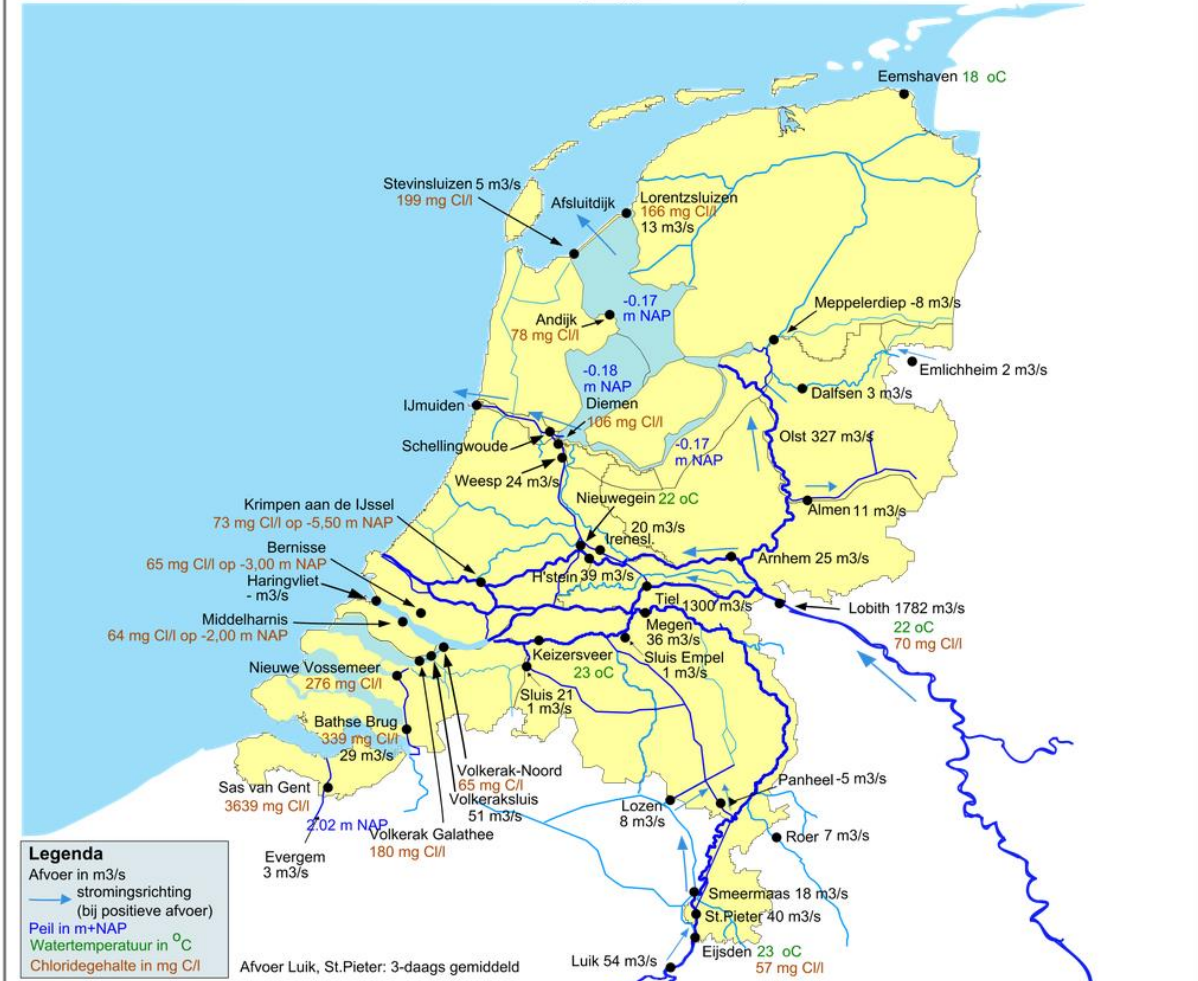 Eemshaven 18 oC
Stevinsluizen 5 m3/s
199 mg Cl/l
Afsluitdijk
Lorentzsluizen
166 mg Cl/l
13 m3/s
-0.17
m NAP
Meppelerdiep -8 m3/s
Andijk
78 mg Cl/l
Emlichheim 2 m3/s
-0.18
m NAP
Dalfsen 3 m3/s
IJmuiden
Diemen
106 mg Cl/l
Schellingwoude
Olst 327 m3/s
-0.17
m NAP
Weesp 24 m3/s
Nieuwegein 22 oC
Almen 11 m3/s
Krimpen aan de IJssel
73 mg Cl/l op -5,50 m NAP
20 m3/s
Irenesl.
Bernisse
65 mg Cl/l op -3,00 m NAP
Arnhem 25 m3/s
H'stein 39 m3/s
Haringvliet
- m3/s
Tiel 1300 m3/s
Lobith 1782 m3/s
22 oC
70 mg Cl/l
Middelharnis
64 mg Cl/l op -2,00 m NAP
Megen
36 m3/s
Keizersveer
23 oC
Sluis Empel
1 m3/s
Nieuwe Vossemeer
276 mg Cl/l
Sluis 21
1 m3/s
Bathse Brug
339 mg Cl/l
29 m3/s
Volkerak-Noord
65 mg C/l
Volkeraksluis
51 m3/s
Panheel -5 m3/s
Sas van Gent
3639 mg Cl/l
Lozen
8 m3/s
2.02 m NAP
Volkerak Galathee
180 mg Cl/l
Roer 7 m3/s
Evergem
3 m3/s
Smeermaas 18 m3/s
St.Pieter 40 m3/s
Eijsden 23 oC
57 mg Cl/l
Luik 54 m3/s
Legenda
Afvoer in m3/s
stromingsrichting
(bij positieve afvoer)
Peil in m+NAP
Watertemperatuur in °C
Chloridegehalte in mg C/l
Afvoer Luik, St.Pieter: 3-daags gemiddeld